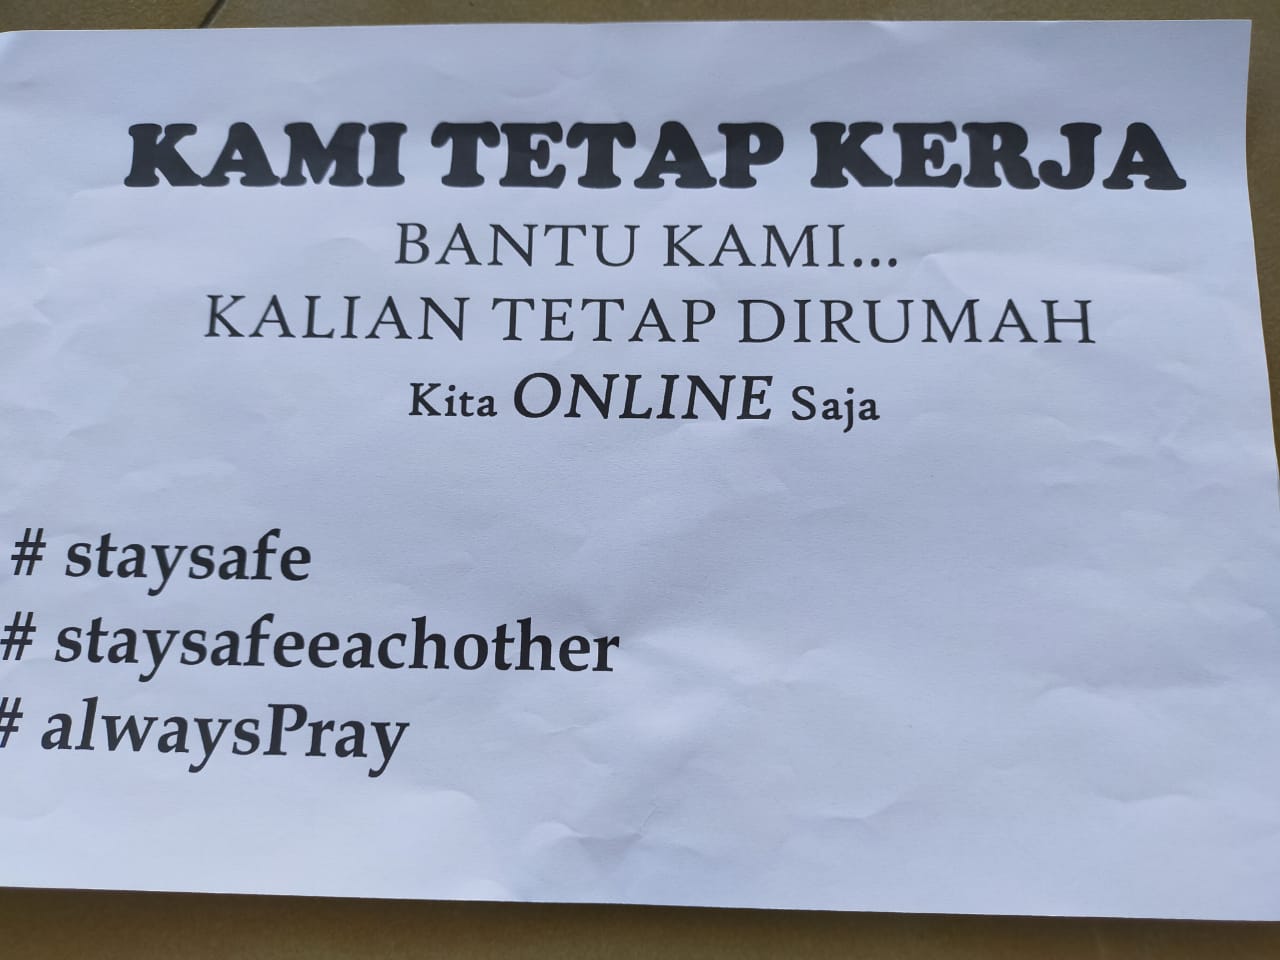 KAMI TETAP KERJA
BANTU KAMI...
KALIAN TETAP DIRUMAH
Kita ONLINE Saja
# staysafe
# staysafeeachother
# alwaysPray